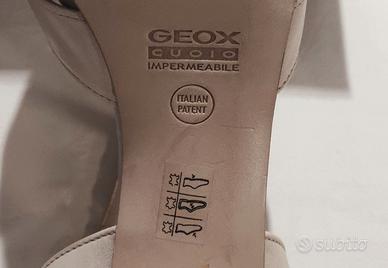 GEOX
CUOIO
IMPERMEABILE
ITALIAN
PATENT
subito